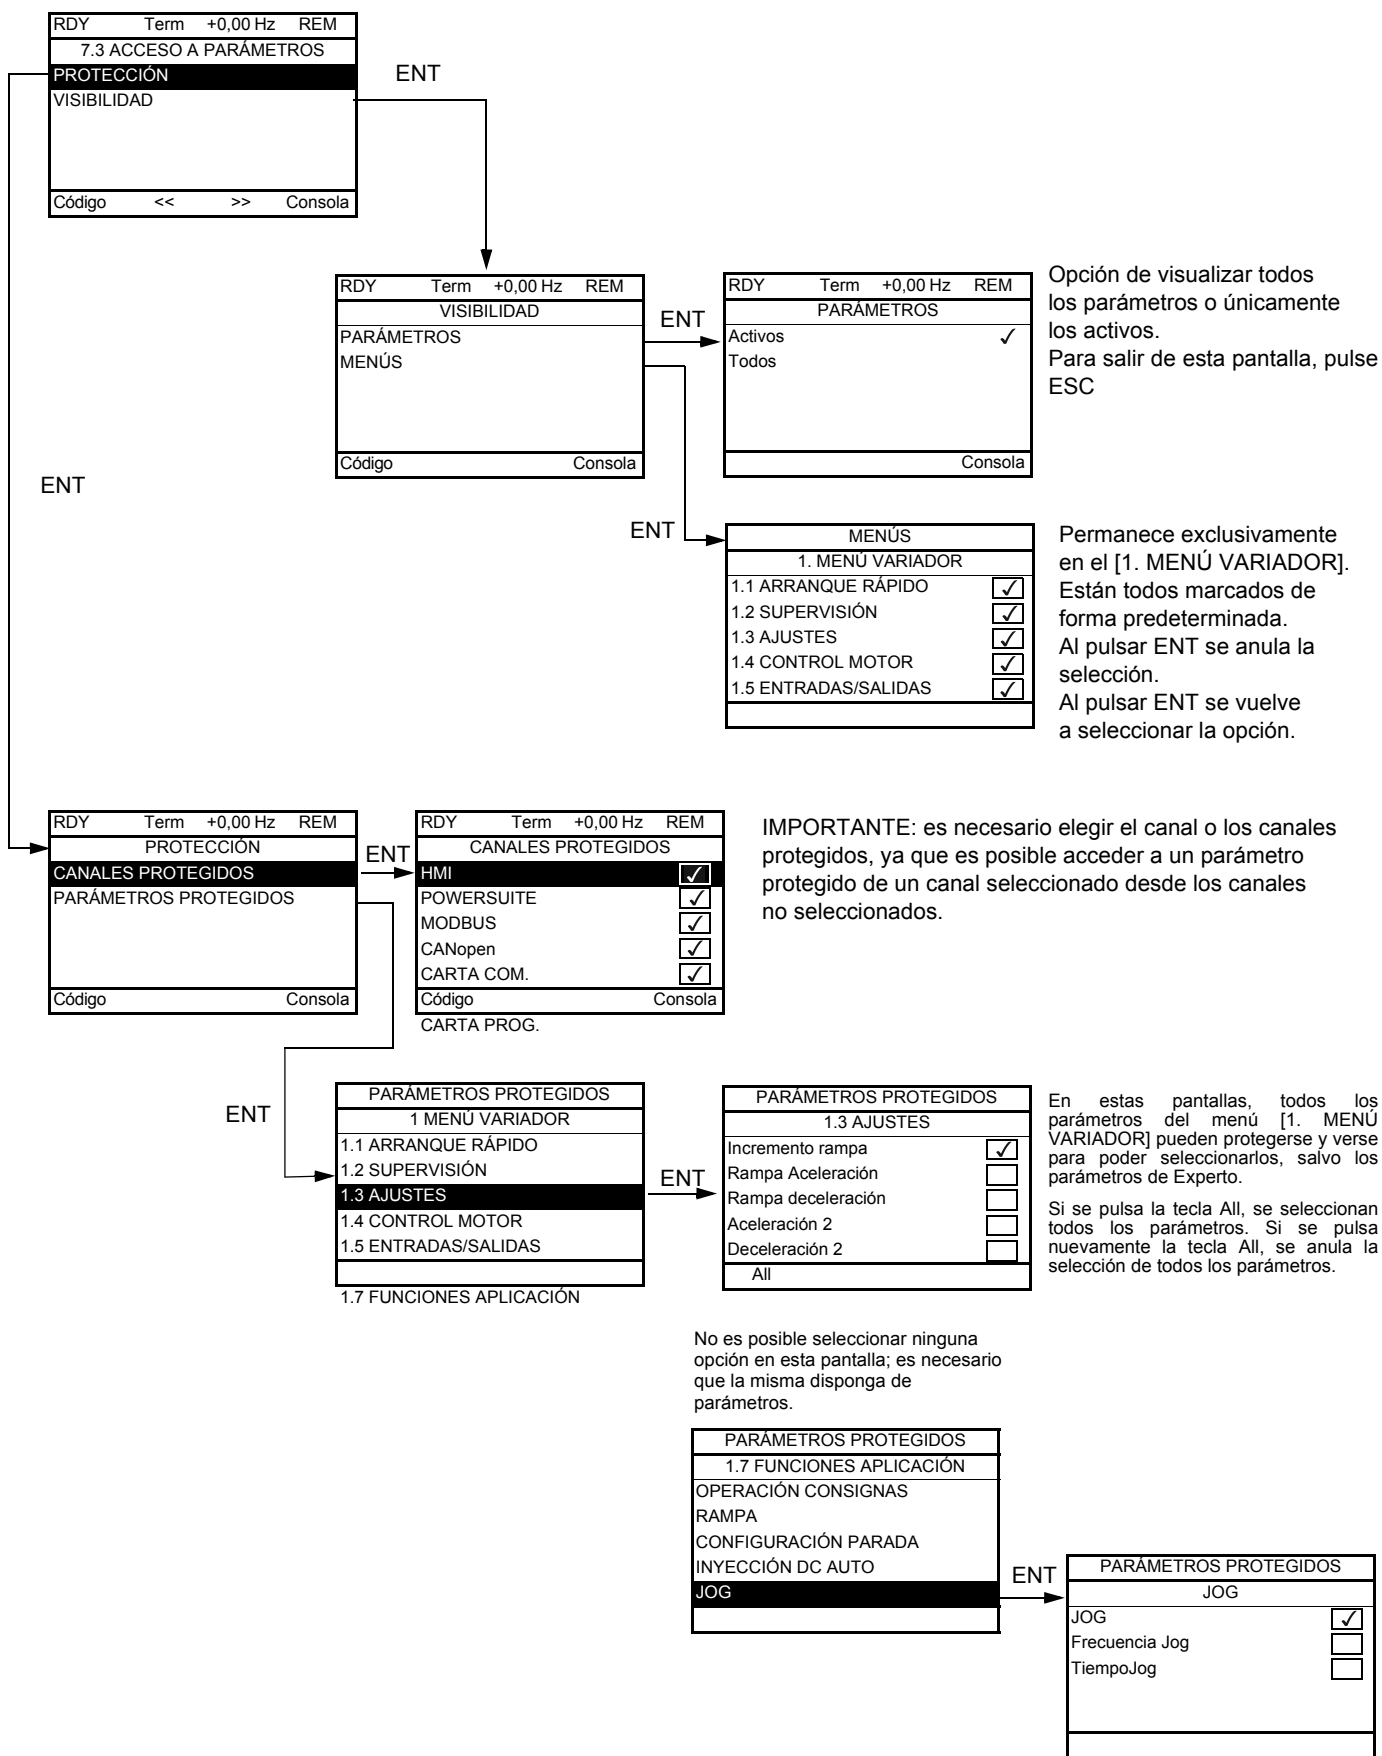 RDY Term +0,00 Hz REM
7.3 ACCESO A PARÁMETROS
PROTECCIÓN
VISIBILIDAD
Código << >> Consola
ENT
RDY Term +0,00 Hz REM
VISIBILIDAD
PARÁMETROS
MENÚS
Código Consola
ENT
RDY Term +0,00 Hz REM
PARÁMETROS
Activos ✓
Todos
Consola
Opción de visualizar todos
los parámetros o únicamente
los activos.
Para salir de esta pantalla, pulse
ESC
ENT
ENT
MENÚS
1. MENÚ VARIADOR
1.1 ARRANQUE RÁPIDO ✓
1.2 SUPERVISIÓN ✓
1.3 AJUSTES ✓
1.4 CONTROL MOTOR ✓
1.5 ENTRADAS/SALIDAS ✓
Permanece exclusivamente
en el [1. MENÚ VARIADOR].
Están todos marcados de
forma predeterminada.
Al pulsar ENT se anula la
selección.
Al pulsar ENT se vuelve
a seleccionar la opción.
RDY Term +0,00 Hz REM
PROTECCIÓN
CANALES PROTEGIDOS
PARÁMETROS PROTEGIDOS
Código Consola
ENT
RDY Term +0,00 Hz REM
CANALES PROTEGIDOS
HMI ✓
POWERSUITE ✓
MODBUS ✓
CANopen ✓
CARTA COM. ✓
Código Consola
CARTA PROG.
IMPORTANTE: es necesario elegir el canal o los canales
protegidos, ya que es posible acceder a un parámetro
protegido de un canal seleccionado desde los canales
no seleccionados.
ENT
PARÁMETROS PROTEGIDOS
1 MENÚ VARIADOR
1.1 ARRANQUE RÁPIDO
1.2 SUPERVISIÓN
1.3 AJUSTES
1.4 CONTROL MOTOR
1.5 ENTRADAS/SALIDAS
1.7 FUNCIONES APLICACIÓN
ENT
PARÁMETROS PROTEGIDOS
1.3 AJUSTES
Incremento rampa ✓
Rampa Aceleración
Rampa deceleración
Aceleración 2
Deceleración 2
All
En estas pantallas, todos los
parámetros del menú [1. MENÚ
VARIADOR] pueden protegerse y verse
para poder seleccionarlos, salvo los
parámetros de Experto.
Si se pulsa la tecla All, se seleccionan
todos los parámetros. Si se pulsa
nuevamente la tecla All, se anula la
selección de todos los parámetros.
No es posible seleccionar ninguna
opción en esta pantalla; es necesario
que la misma disponga de
parámetros.
PARÁMETROS PROTEGIDOS
1.7 FUNCIONES APLICACIÓN
OPERACIÓN CONSIGNAS
RAMPA
CONFIGURACIÓN PARADA
INYECCIÓN DC AUTO
JOG
ENT
PARÁMETROS PROTEGIDOS
JOG
JOG ✓
Frecuencia Jog
TiempoJog